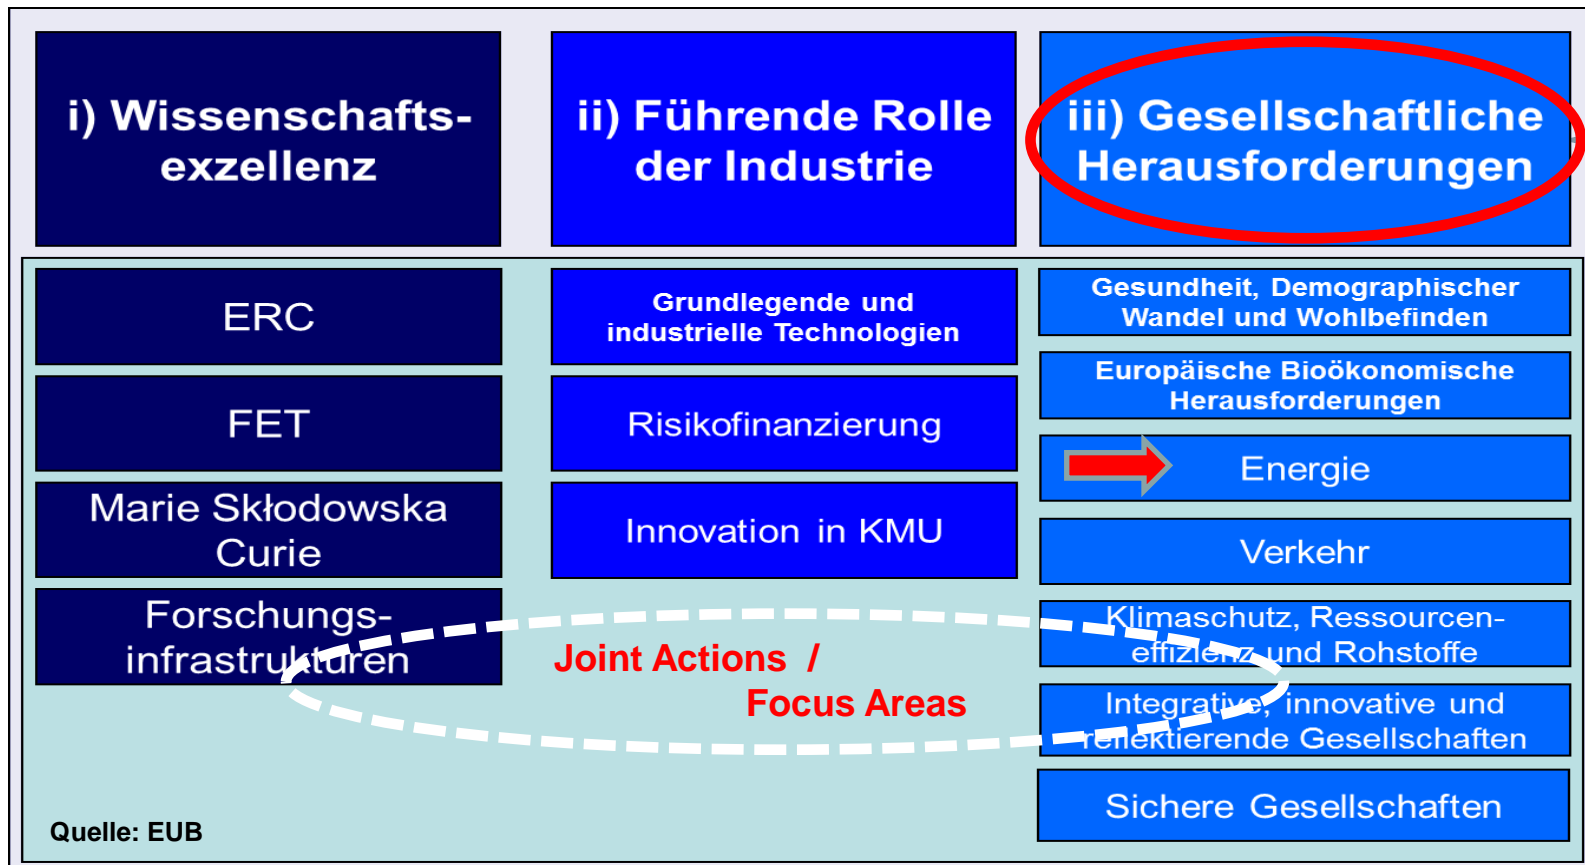 i) Wissenschafts-
exzellenz
ii) Führende Rolle
der Industrie
iii) Gesellschaftliche
Herausforderungen
ERC
FET
Marie Skłodowska
Curie
Forschungs-
infrastrukturen
Grundlegende und
industrielle Technologien
Risikofinanzierung
Innovation in KMU
Gesundheit, Demographischer
Wandel und Wohlbefinden
Europäische Bioökonomische
Herausforderungen
Energie
Verkehr
Klimaschutz, Ressourcen-
effizienz und Rohstoffe
Integrative, innovative und
reflektierende Gesellschaften
Sichere Gesellschaften
Joint Actions /
Focus Areas
Quelle: EUB